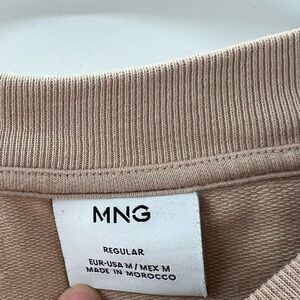 MNG
REGULAR
EUR-USA M / MEX M
MADE IN MOROCCO